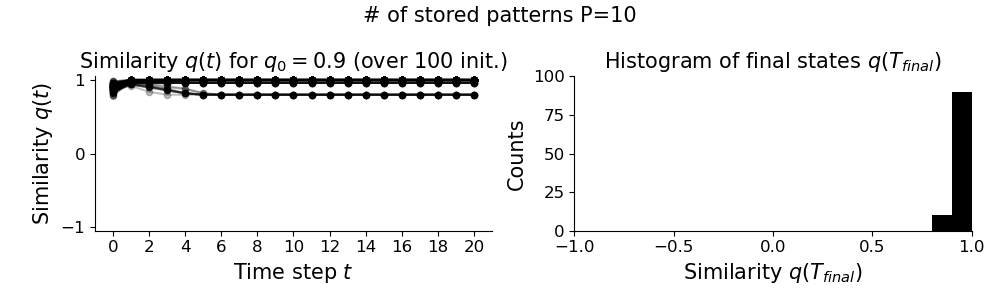 # of stored patterns P=10
Similarity q(t) for q₀ = 0.9 (over 100 init.)
Similarity q(t)
1
0
−1
0 2 4 6 8 10 12 14 16 18 20
Time step t
Histogram of final states q(T_final)
Counts
100
75
50
25
0
−1.0 −0.5 0.0 0.5 1.0
Similarity q(T_final)